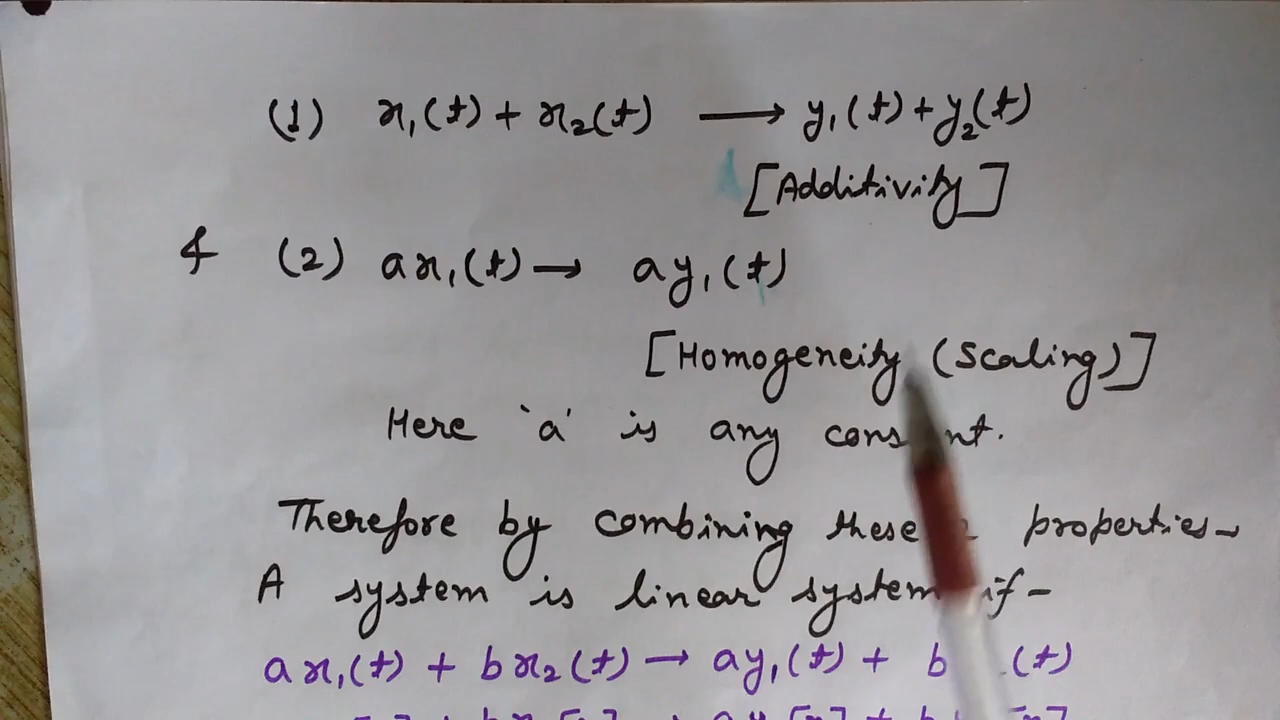 (1) x₁(t) + x₂(t) ⟶ y₁(t) + y₂(t)
[Additivity]
& (2) ax₁(t) → ay₁(t)
[Homogeneity (Scaling)]
Here 'a' is any
Therefore by combining these properties-
A system is linear system if -
ax₁(t) + bx₂(t) → ay₁(t) + b (t)